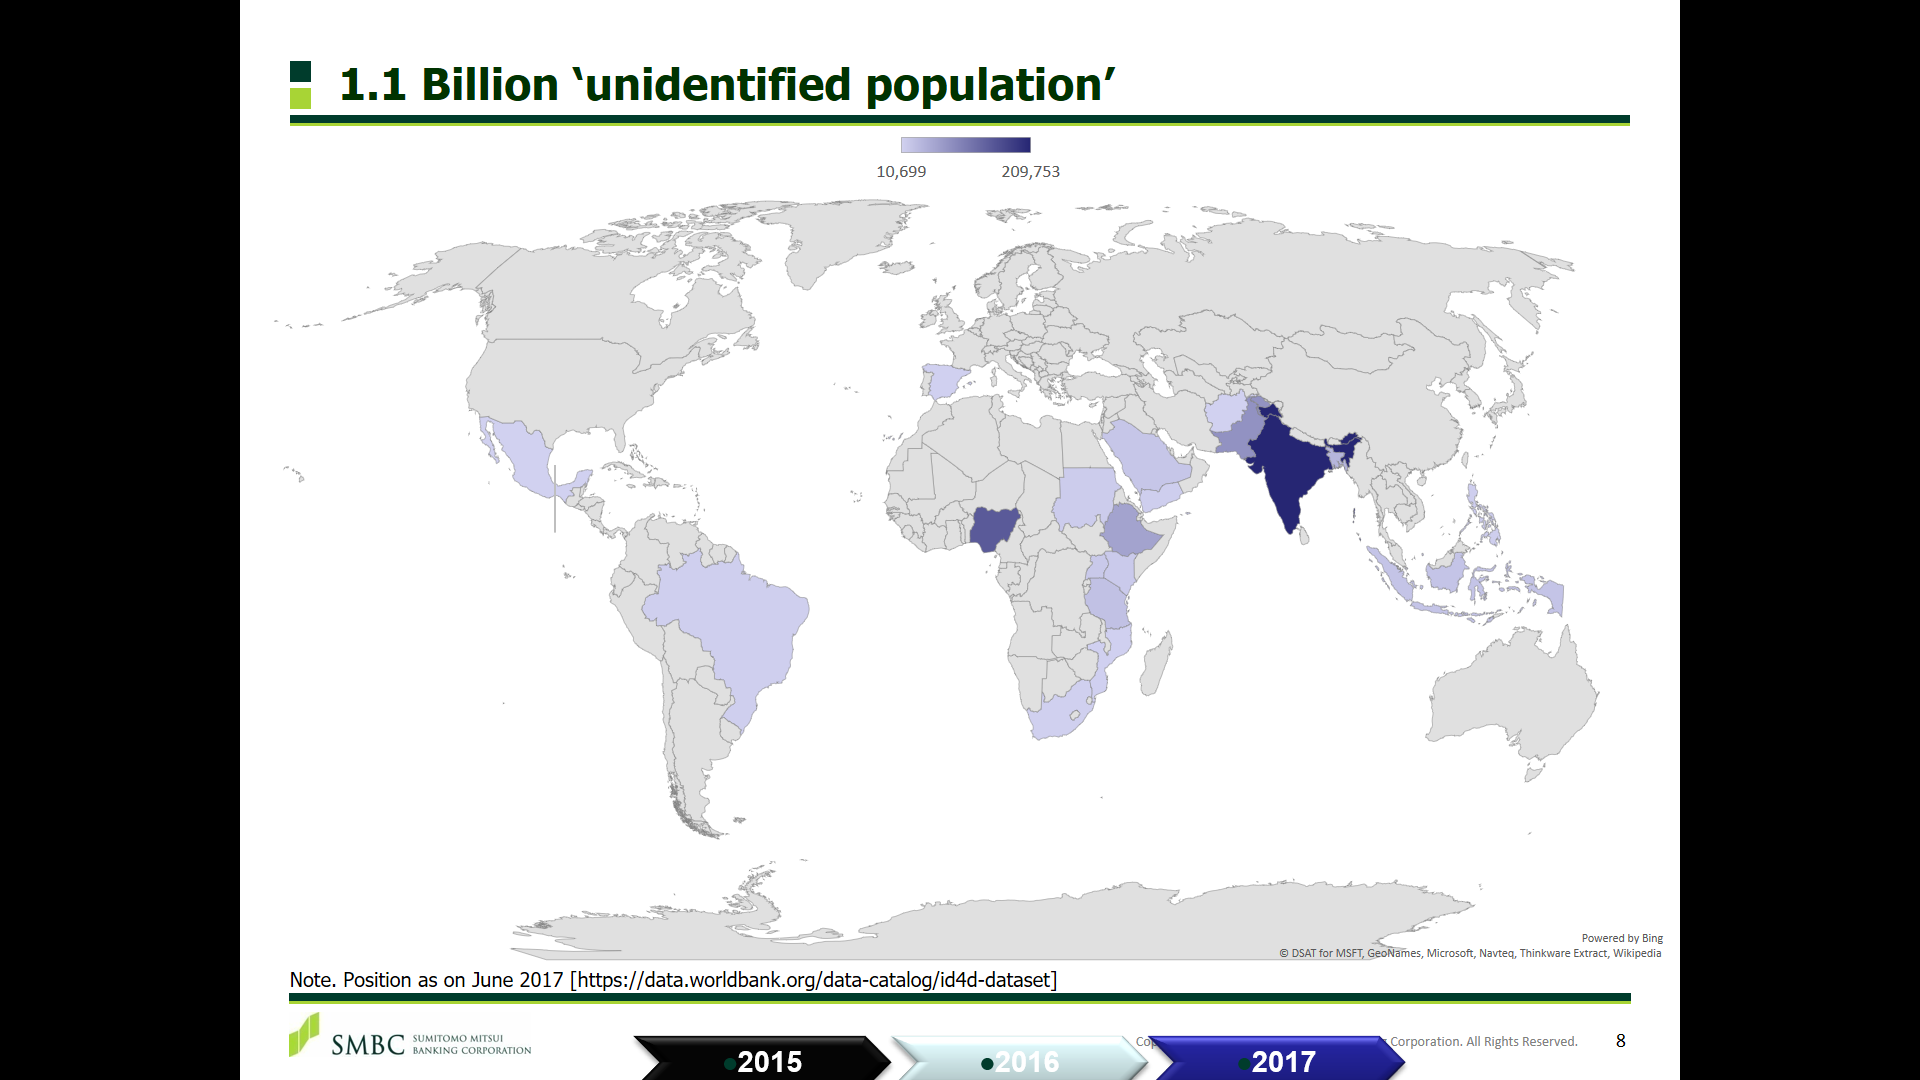 1.1 Billion ‘unidentified population’
10,699 209,753
Powered by Bing
© DSAT for MSFT, GeoNames, Microsoft, Navteq, Thinkware Extract, Wikipedia
Note. Position as on June 2017 [https://data.worldbank.org/data-catalog/id4d-dataset]
SMBC SUMITOMO MITSUI
BANKING CORPORATION
Corporation. All Rights Reserved.
8
•2015 •2016 •2017